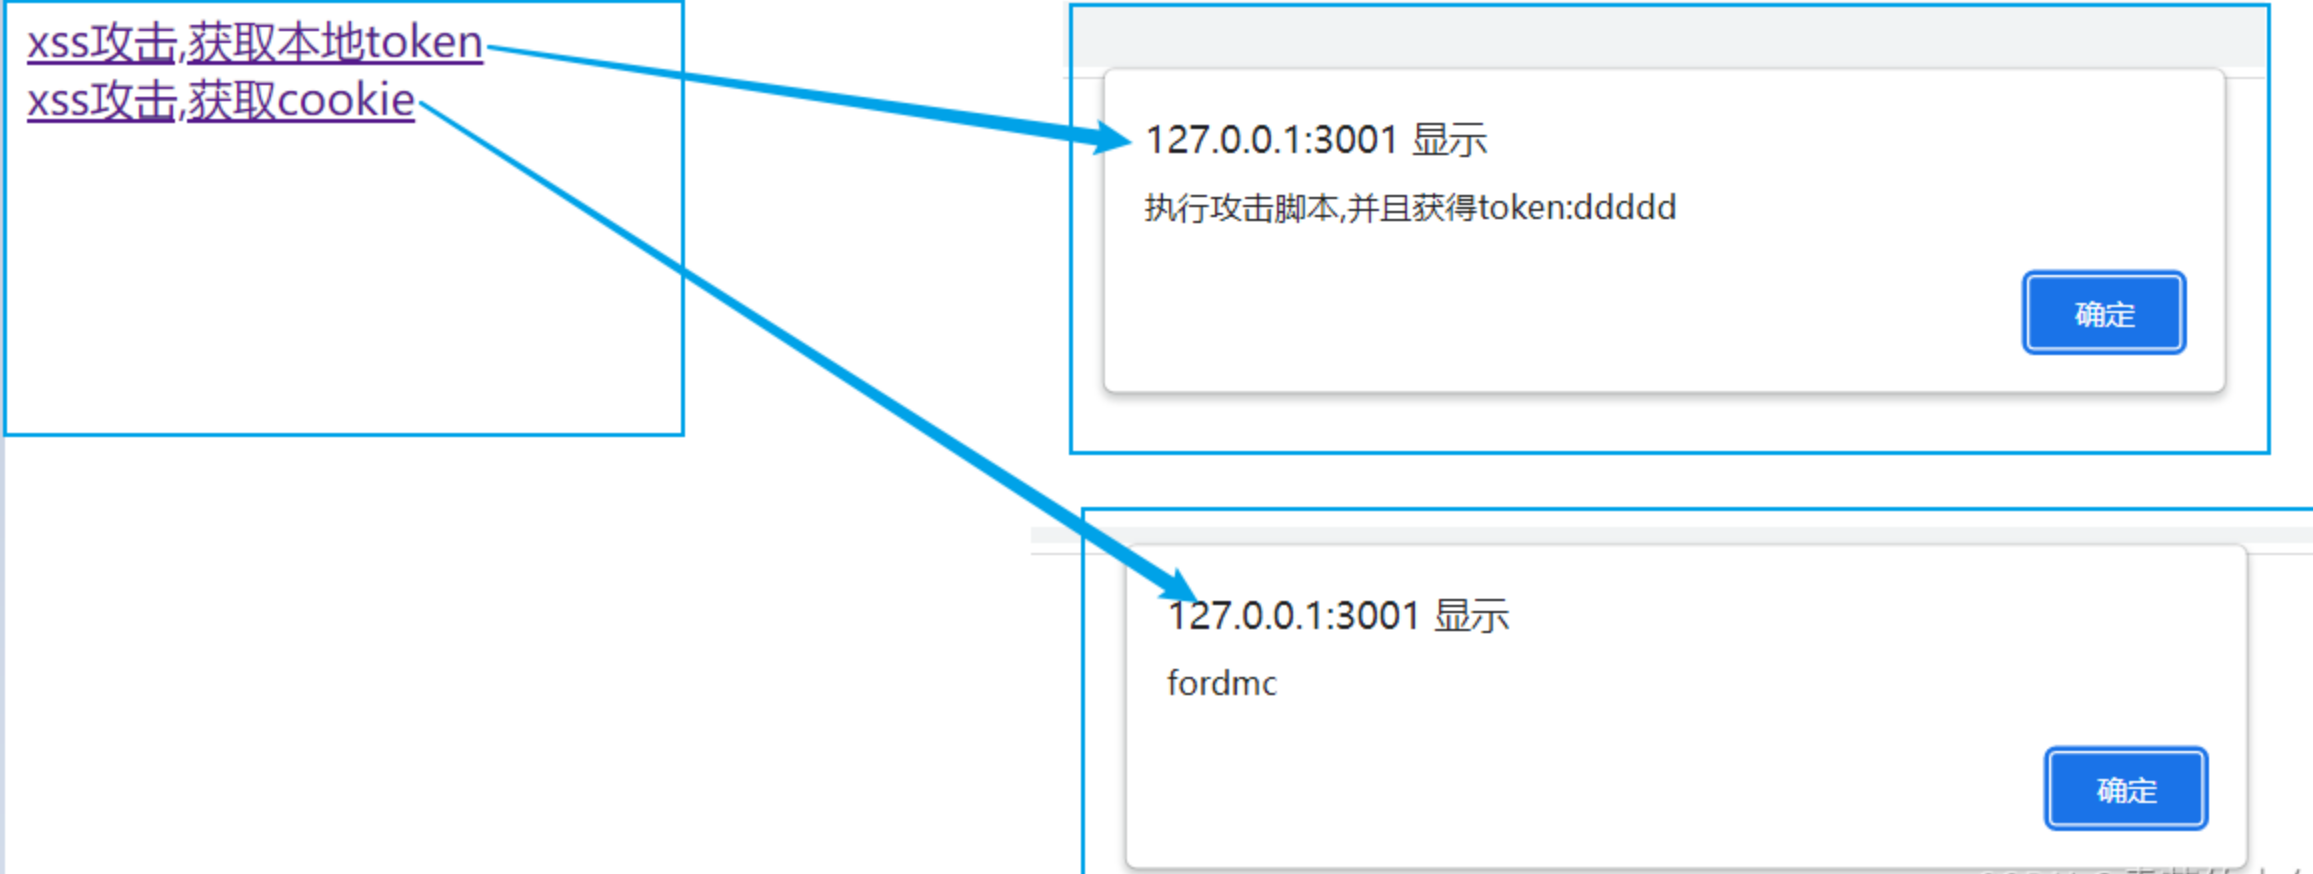 xss攻击,获取本地token
xss攻击,获取cookie
127.0.0.1:3001 显示
执行攻击脚本,并且获得token:ddddd
确定
127.0.0.1:3001 显示
fordmc
确定